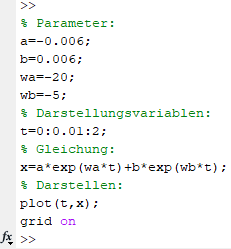 >>
% Parameter:
a=-0.006;
b=0.006;
wa=-20;
wb=-5;
% Darstellungsvariablen:
t=0:0.01:2;
% Gleichung:
x=a*exp(wa*t)+b*exp(wb*t);
% Darstellen:
plot(t,x);
grid on
fx >>